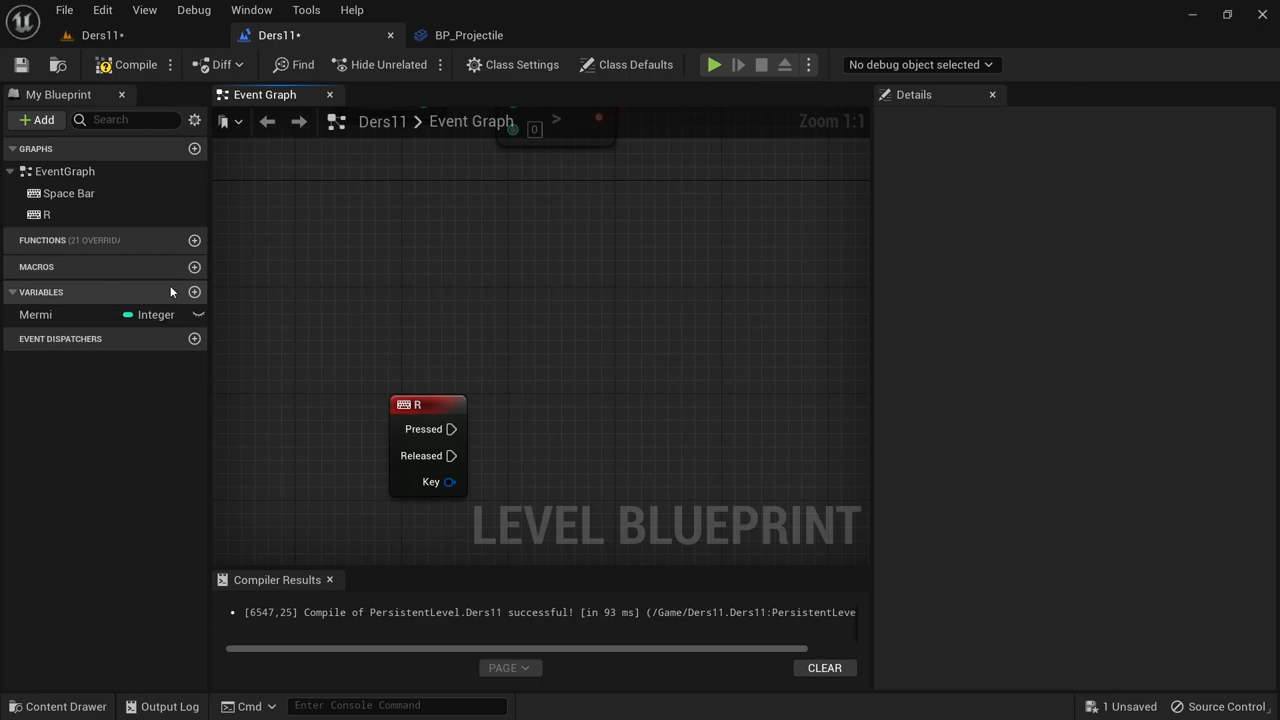 File Edit View Debug Window Tools Help
Ders11* Ders11* BP_Projectile
Compile Diff Find Hide Unrelated Class Settings Class Defaults No debug object selected
My Blueprint Event Graph Details
Add Search Ders11 > Event Graph Zoom 1:1
0 >
GRAPHS
EventGraph
Space Bar
R
FUNCTIONS (21 OVERRIDA
MACROS
VARIABLES
Mermi Integer
EVENT DISPATCHERS
R
Pressed
Released
Key
LEVEL BLUEPRINT
Compiler Results
• [6547,25] Compile of PersistentLevel.Ders11 successful! [in 93 ms] (/Game/Ders11.Ders11:PersistentLeve
PAGE CLEAR
Content Drawer Output Log Cmd Enter Console Command 1 Unsaved Source Control